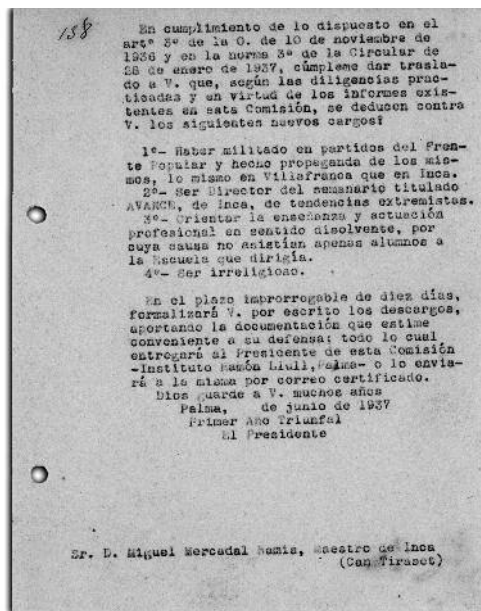 158
En cumplimiento de lo dispuesto en el
artº 3º de la O. de 10 de noviembre de
1936 y en la norma 3ª de la Circular de
28 de enero de 1937, cúmpleme dar trasla-
do a V. que, según las diligencias prac-
ticadas y en virtud de los informes exis-
tentes en esta Comisión, se deducen contra
V. los siguientes nuevos cargos:
1º- Haber militado en partidos del Fren-
te Popular y hecho propaganda de los mis-
mos, lo mismo en Villafranca que en Inca.
2º- Ser Director del semanario titulado
AVANCE, de Inca, de tendencias extremistas.
3º- Orientar la enseñanza y actuación
profesional en sentido disolvente, por
cuya causa no asistían apenas alumnos a
la Escuela que dirigía.
4º- Ser irreligioso.
En el plazo improrrogable de diez días,
formalizará V. por escrito los descargos,
aportando la documentación que estime
conveniente a su defensa; todo lo cual
entregará al Presidente de esta Comisión
-Instituto Ramón Llull,Palma- o lo envia-
rá a la misma por correo certificado.
Dios guarde a V. muchos años
Palma, de junio de 1937
Primer Año Triunfal
El Presidente
Sr. D. Miguel Mercadal Ramis, Maestro de Inca
(Can Tiraset)